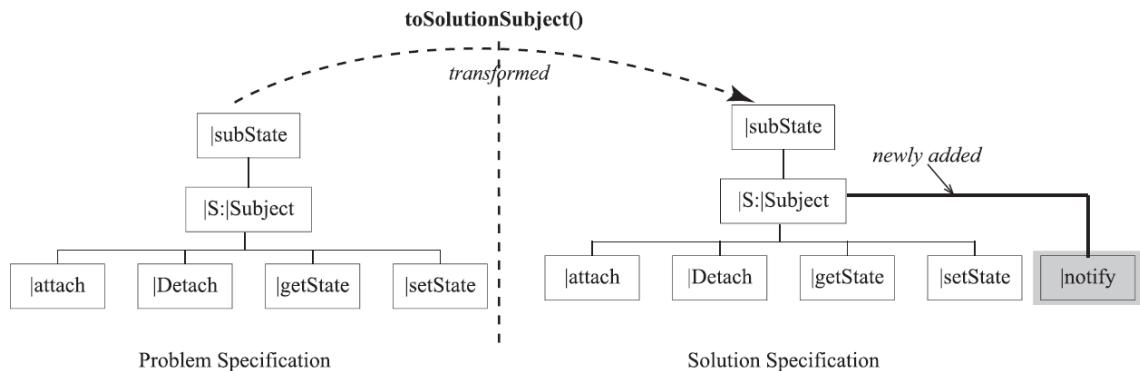 toSolutionSubject()
transformed
|subState
|subState
newly added
|S:|Subject
|S:|Subject
|attach
|Detach
|getState
|setState
|attach
|Detach
|getState
|setState
|notify
Problem Specification
Solution Specification